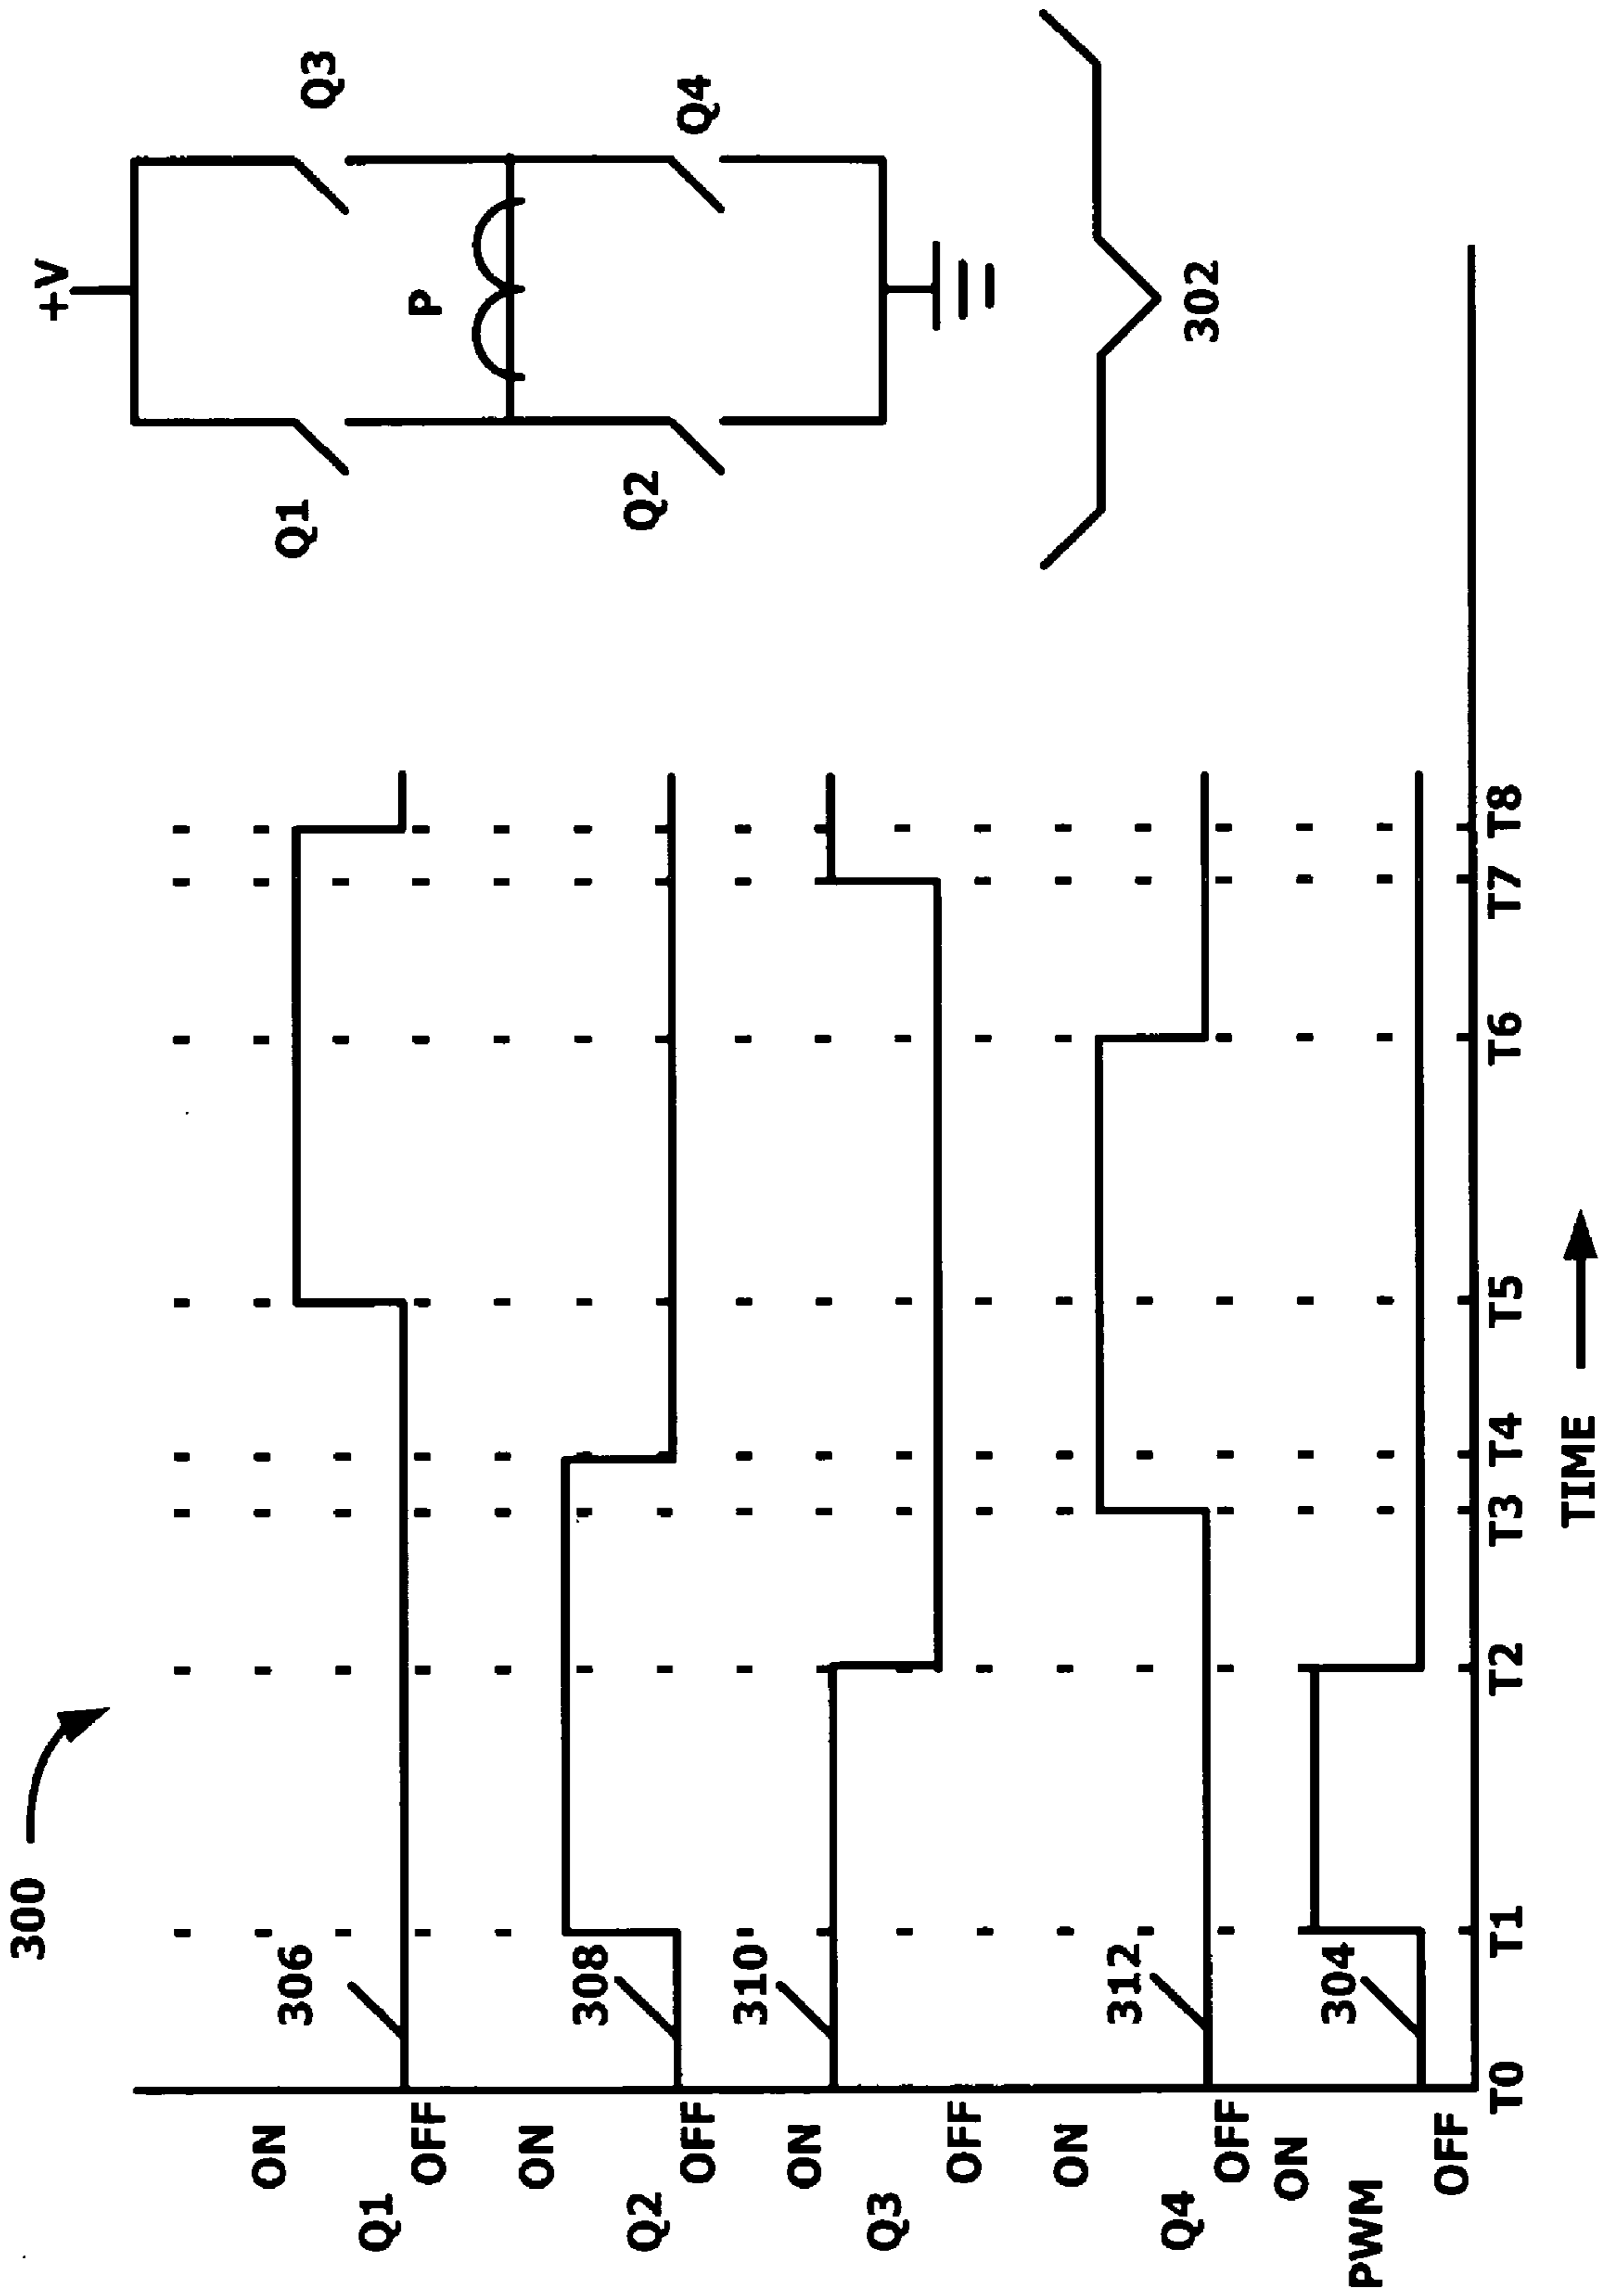 300
+V
Q1
Q3
P
Q2
Q4
302
ON
Q1
OFF
306
ON
Q2
OFF
308
ON
Q3
OFF
310
ON
Q4
OFF
312
ON
PWM
OFF
304
T0 T1 T2 T3 T4 T5 T6 T7 T8
TIME